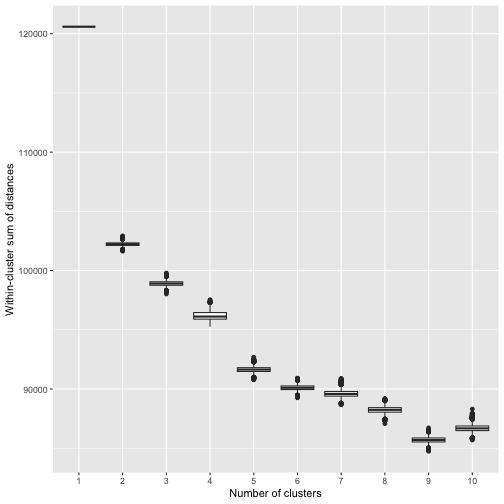 120000
110000
100000
90000
Within-cluster sum of distances
1 2 3 4 5 6 7 8 9 10
Number of clusters